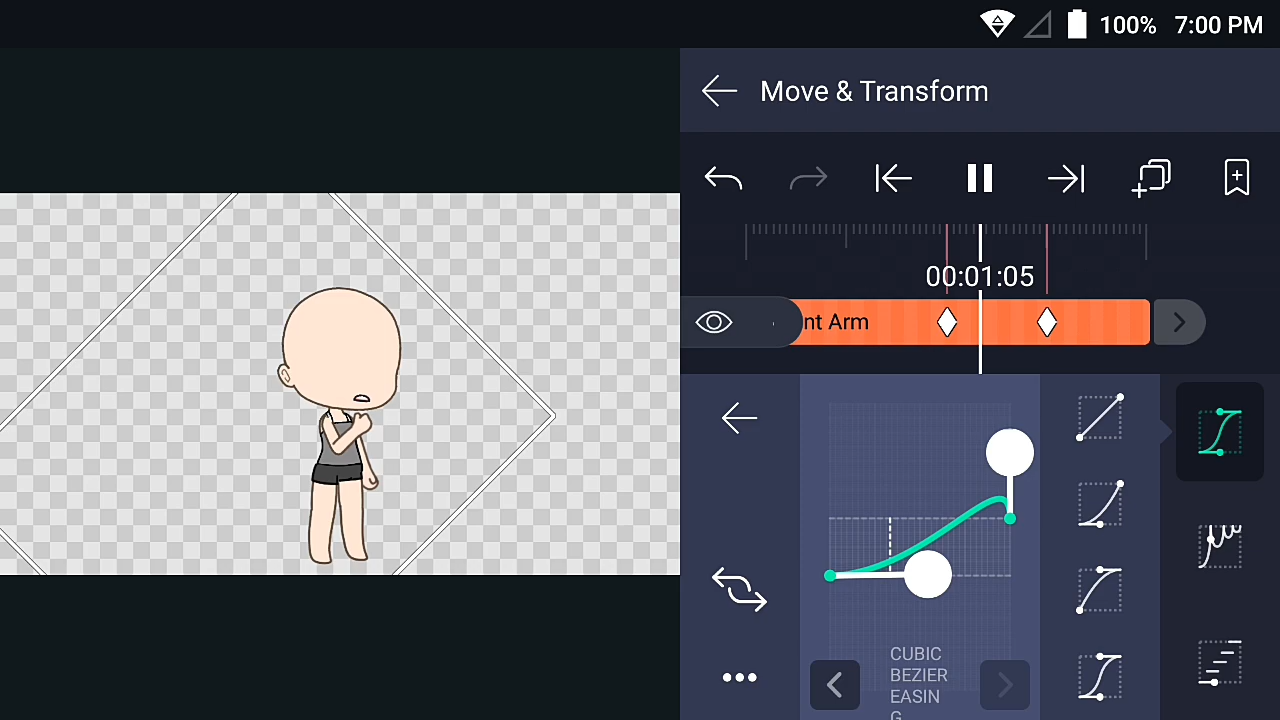 100% 7:00 PM
Move & Transform
00:01:05
nt Arm
CUBIC
BEZIER
EASIN
G